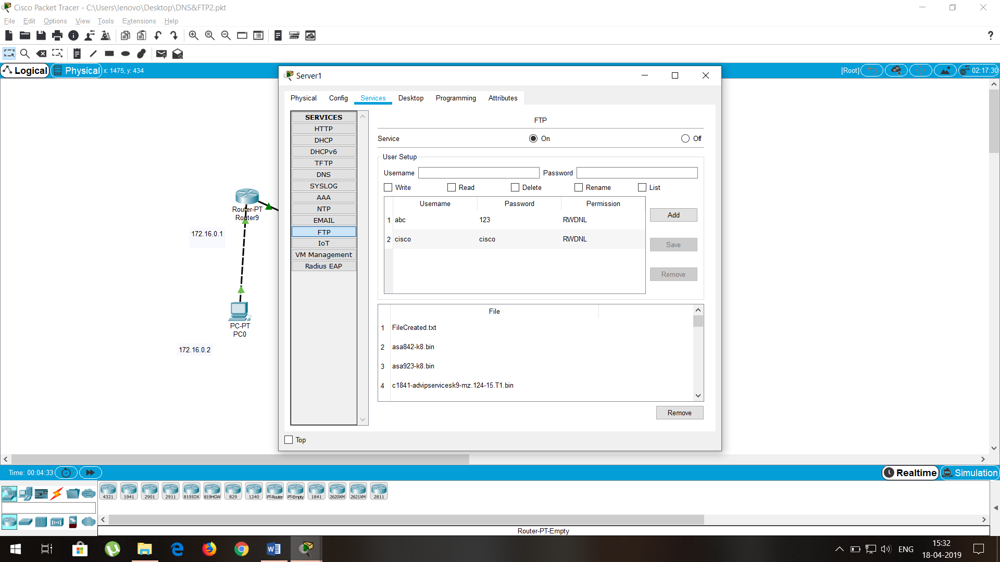 Cisco Packet Tracer - C:\Users\lenovo\Desktop\DNS&FTP2.pkt
File Edit Options View Tools Extensions Help
?
Logical Physical x: 1475, y: 434
[Root] 02:17:30
Router-PT
Router9
172.16.0.1
PC-PT
PC0
172.16.0.2
Server1
Physical Config Services Desktop Programming Attributes
SERVICES
HTTP
DHCP
DHCPv6
TFTP
DNS
SYSLOG
AAA
NTP
EMAIL
FTP
IoT
VM Management
Radius EAP
FTP
Service On Off
User Setup
Username Password
Write Read Delete Rename List
Username Password Permission
1 abc 123 RWDNL
2 cisco cisco RWDNL
Add
Save
Remove
File
1 FileCreated.txt
2 asa842-k8.bin
3 asa923-k8.bin
4 c1841-advipservicesk9-mz.124-15.T1.bin
Remove
Top
Time: 00:04:33
Realtime Simulation
4321 1941 2901 2911 819IOX 819HGW 829 1240 PT-Router PT-Empty 1841 2620XM 2621XM 2811
Router-PT-Empty
ENG
15:32
18-04-2019